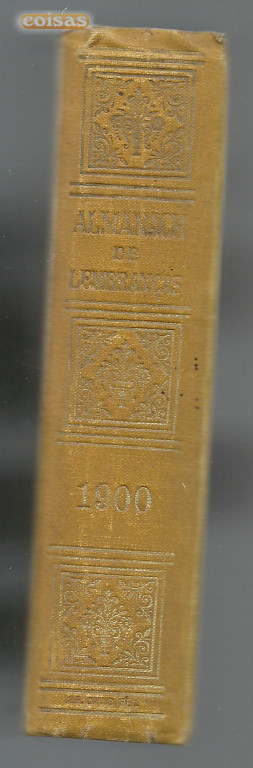 coisas
ALMANACH
DE
LEMBRANÇAS
1900